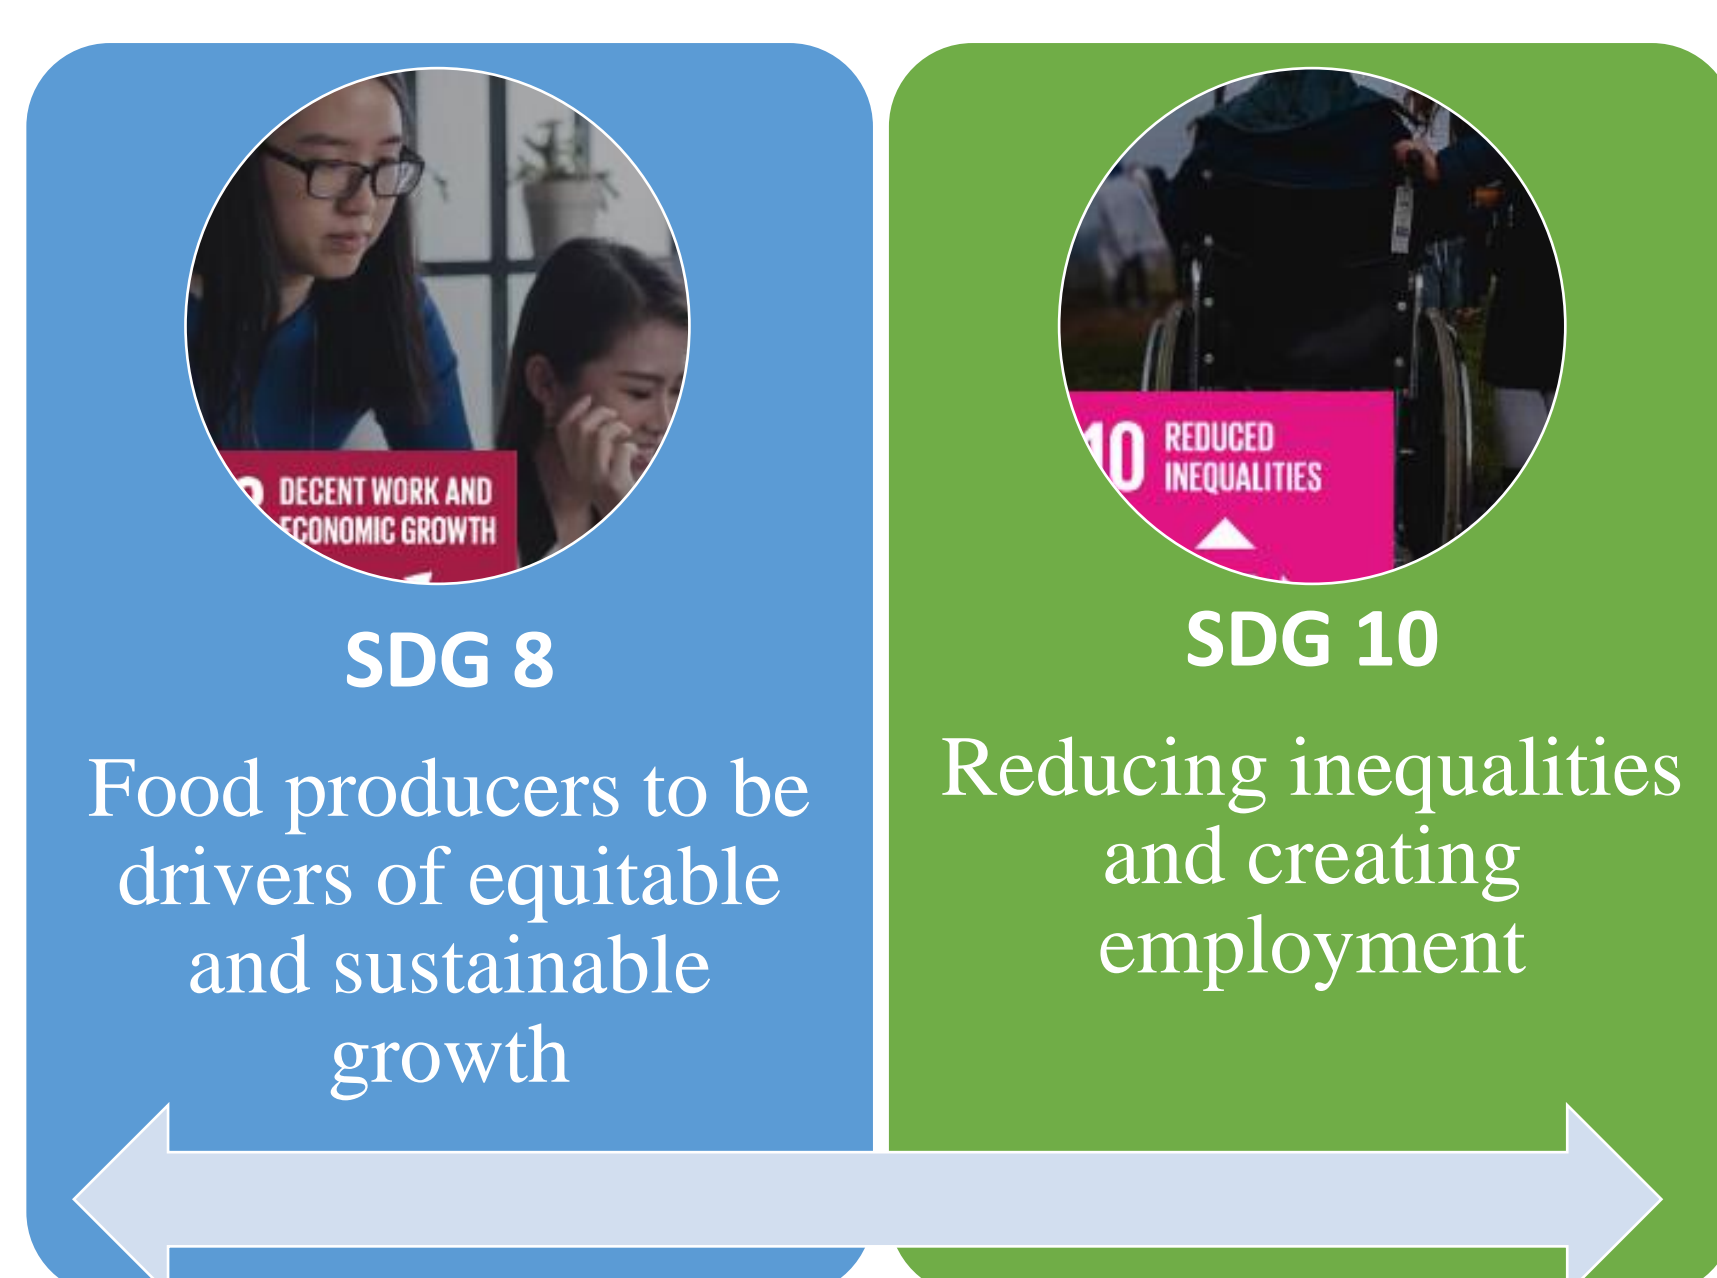 DECENT WORK AND
ECONOMIC GROWTH
SDG 8
Food producers to be
drivers of equitable
and sustainable
growth
10 REDUCED
INEQUALITIES
SDG 10
Reducing inequalities
and creating
employment